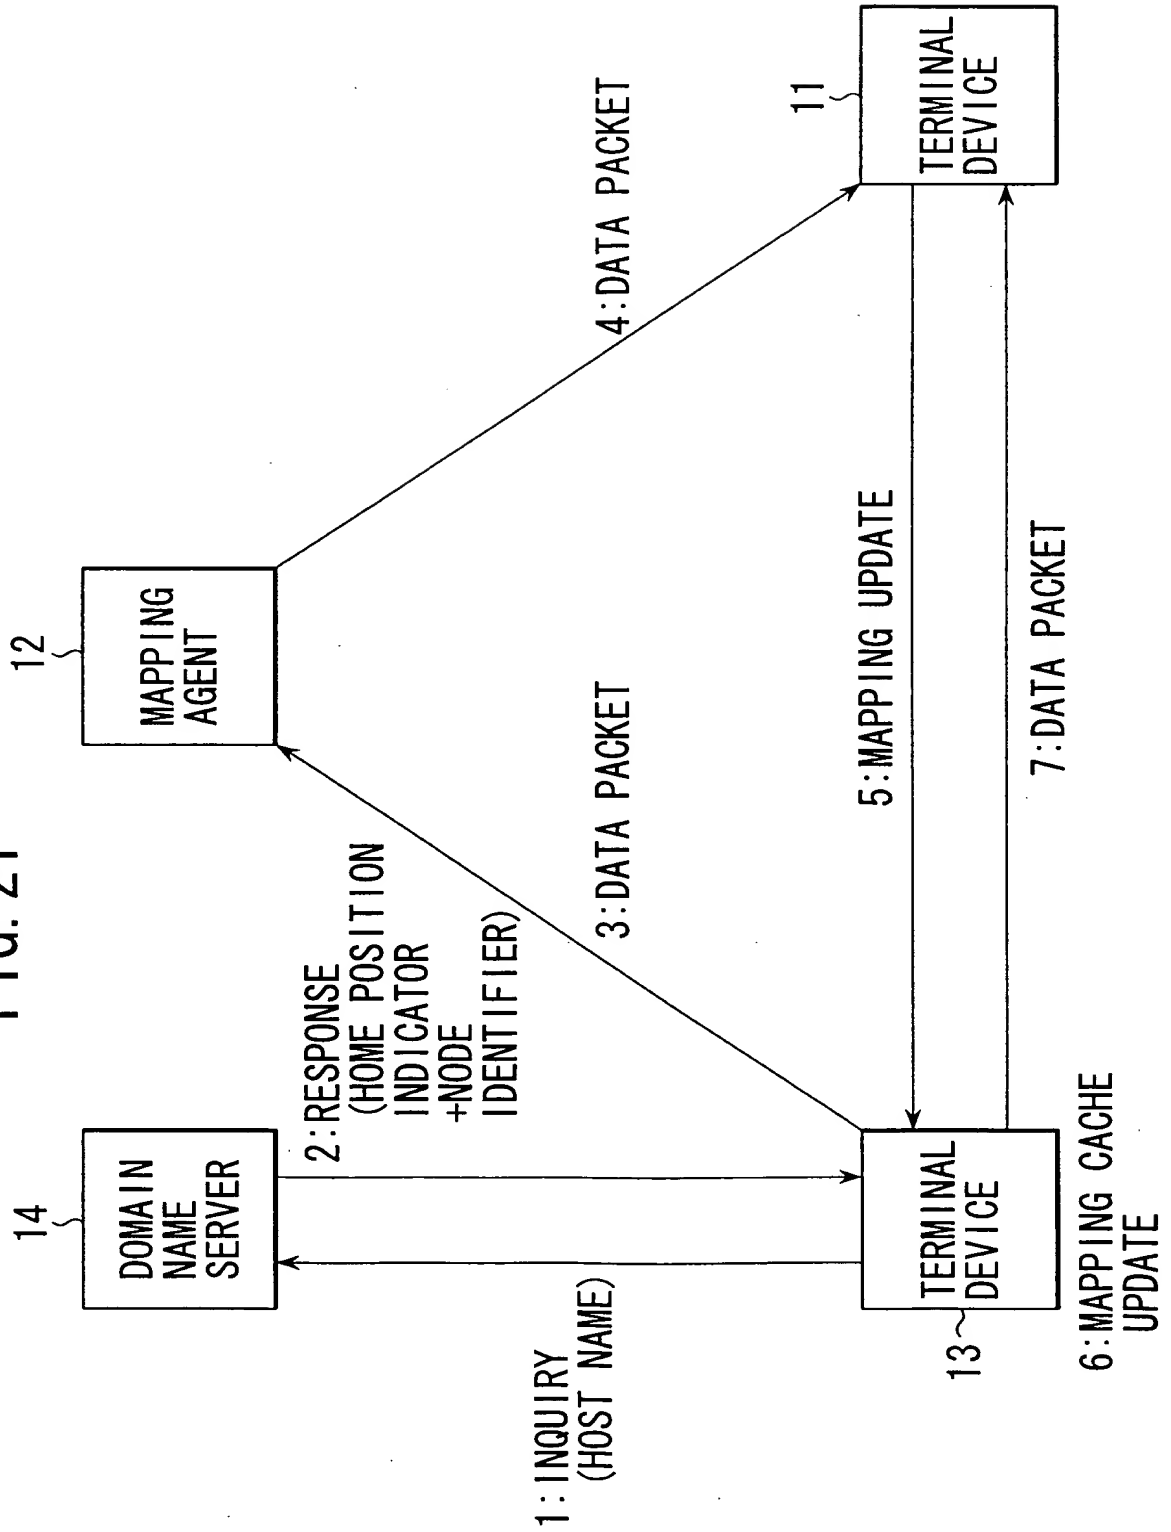 14
DOMAIN
NAME
SERVER
12
MAPPING
AGENT
2:RESPONSE
(HOME POSITION
INDICATOR
+NODE
IDENTIFIER)
1:INQUIRY
(HOST NAME)
3:DATA PACKET
4:DATA PACKET
13
TERMINAL
DEVICE
11
TERMINAL
DEVICE
5:MAPPING UPDATE
7:DATA PACKET
6:MAPPING CACHE
UPDATE